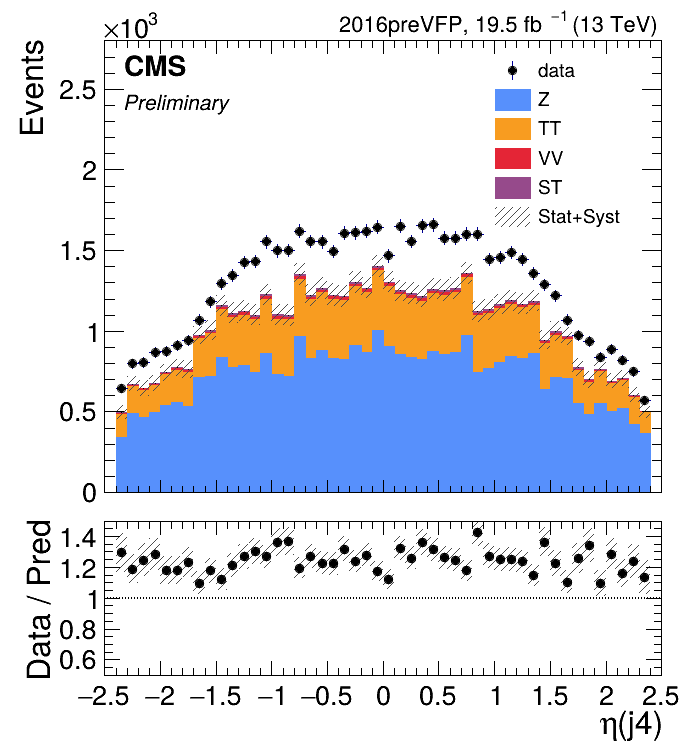 ×10³ 2016preVFP, 19.5 fb ⁻¹ (13 TeV)
CMS
Preliminary
data
Z
TT
VV
ST
Stat+Syst
Events
2.5
2
1.5
1
0.5
0
Data / Pred
1.4
1.2
1
0.8
0.6
−2.5 −2 −1.5 −1 −0.5 0 0.5 1 1.5 2 2.5
η(j4)